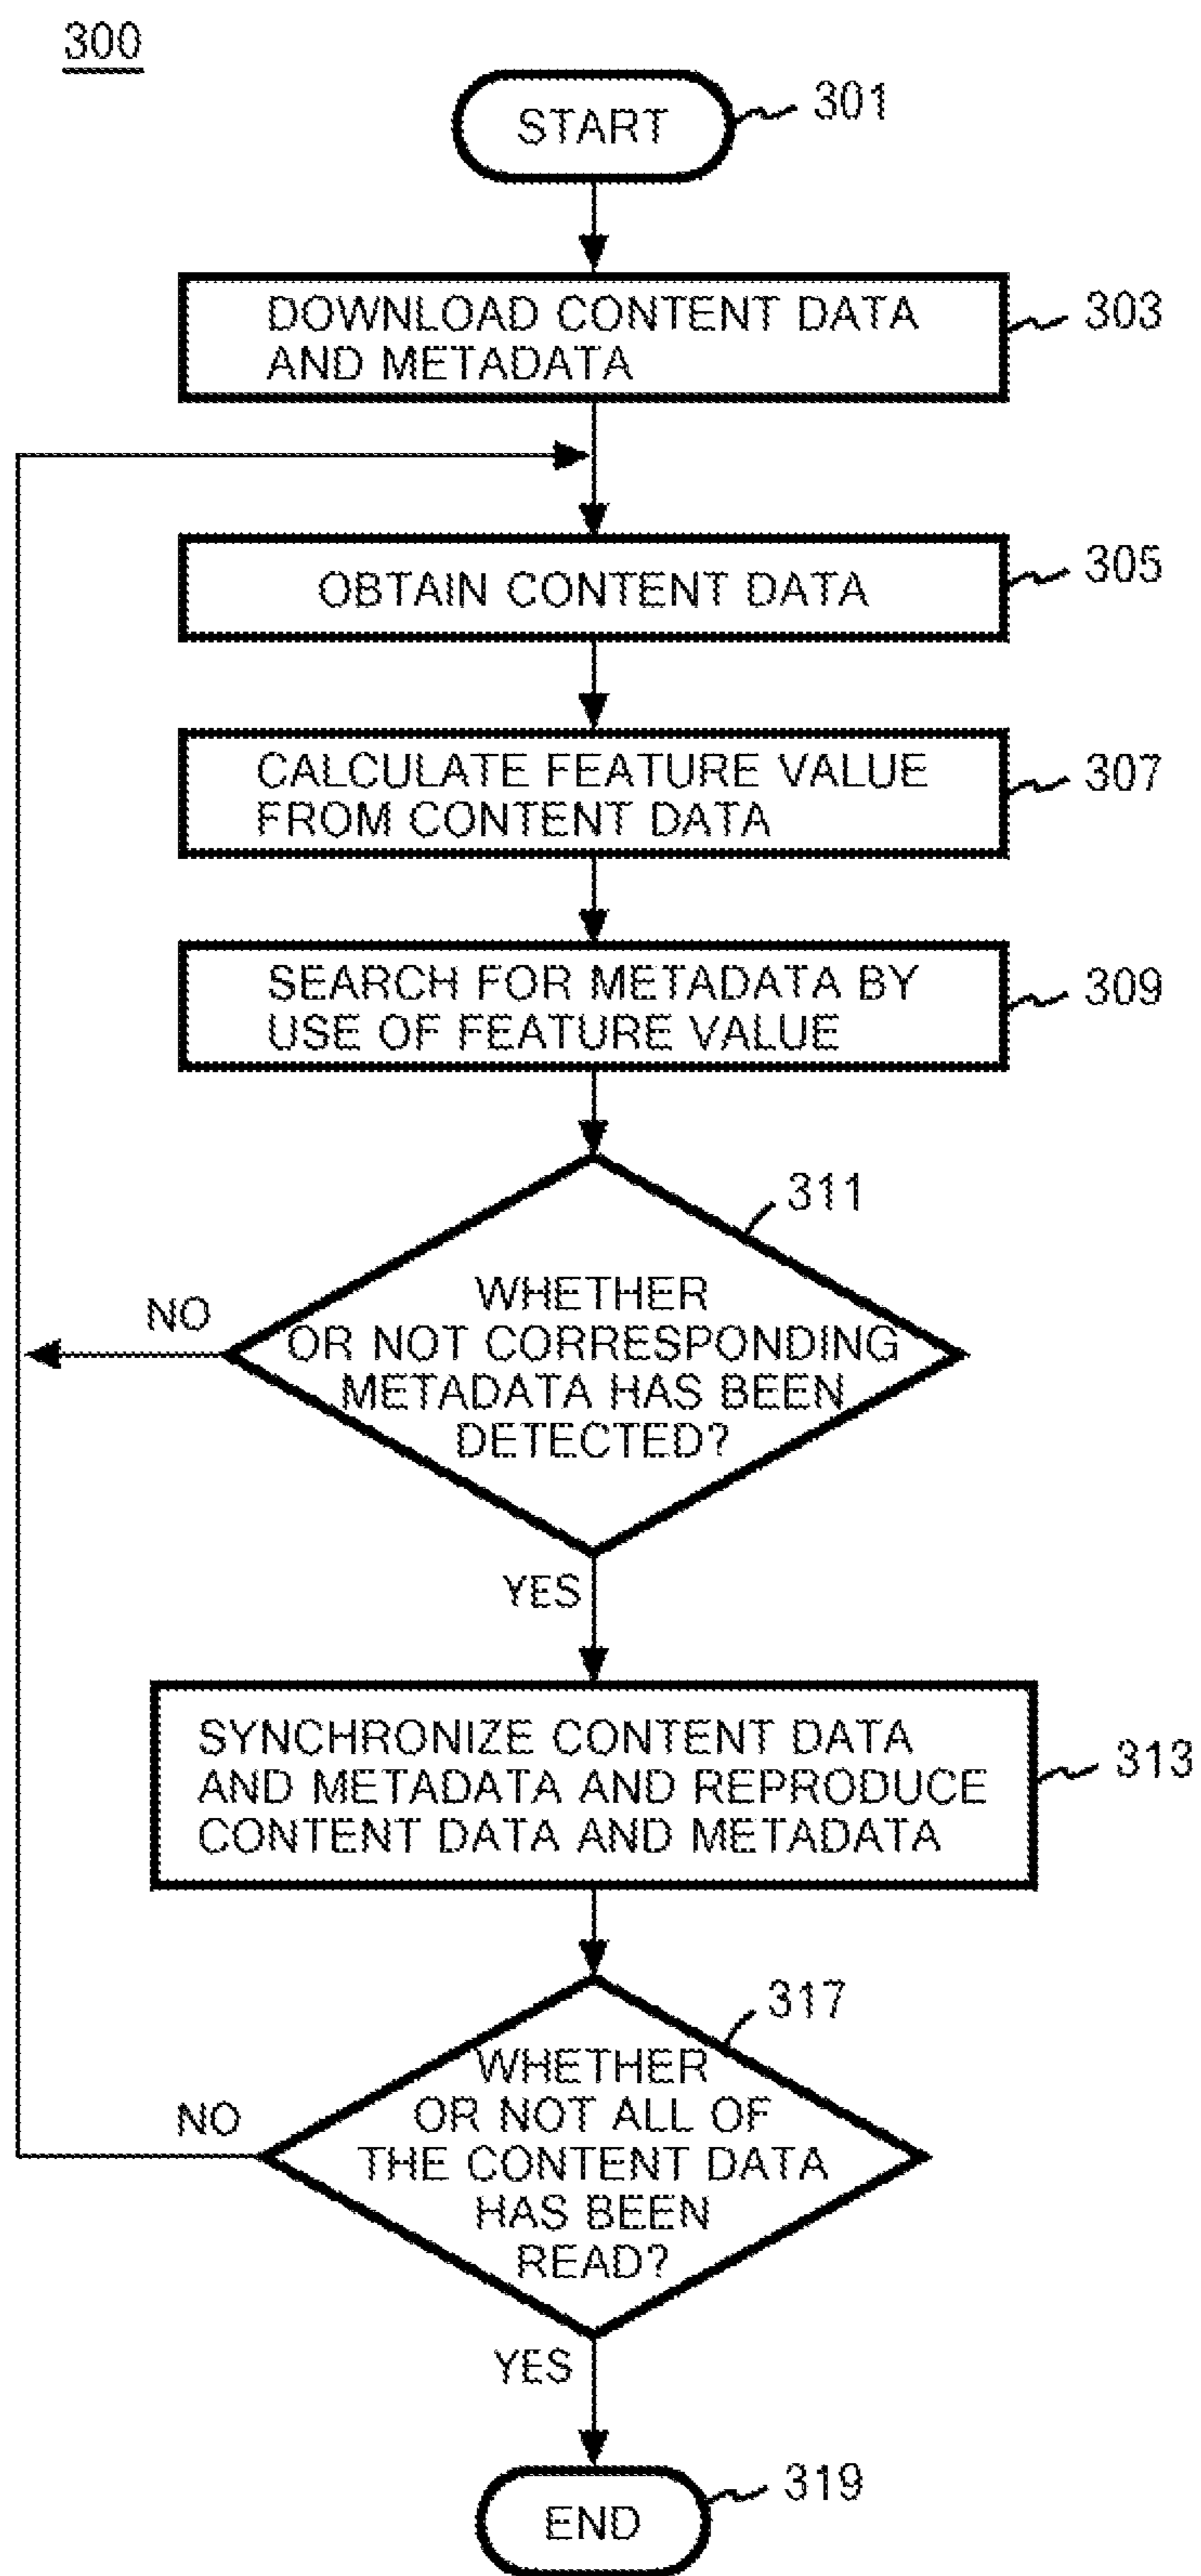 300
START
301
DOWNLOAD CONTENT DATA
AND METADATA
303
OBTAIN CONTENT DATA
305
CALCULATE FEATURE VALUE
FROM CONTENT DATA
307
SEARCH FOR METADATA BY
USE OF FEATURE VALUE
309
311
WHETHER
OR NOT CORRESPONDING
METADATA HAS BEEN
DETECTED?
NO
YES
SYNCHRONIZE CONTENT DATA
AND METADATA AND REPRODUCE
CONTENT DATA AND METADATA
313
317
WHETHER
OR NOT ALL OF
THE CONTENT DATA
HAS BEEN
READ?
NO
YES
END
319